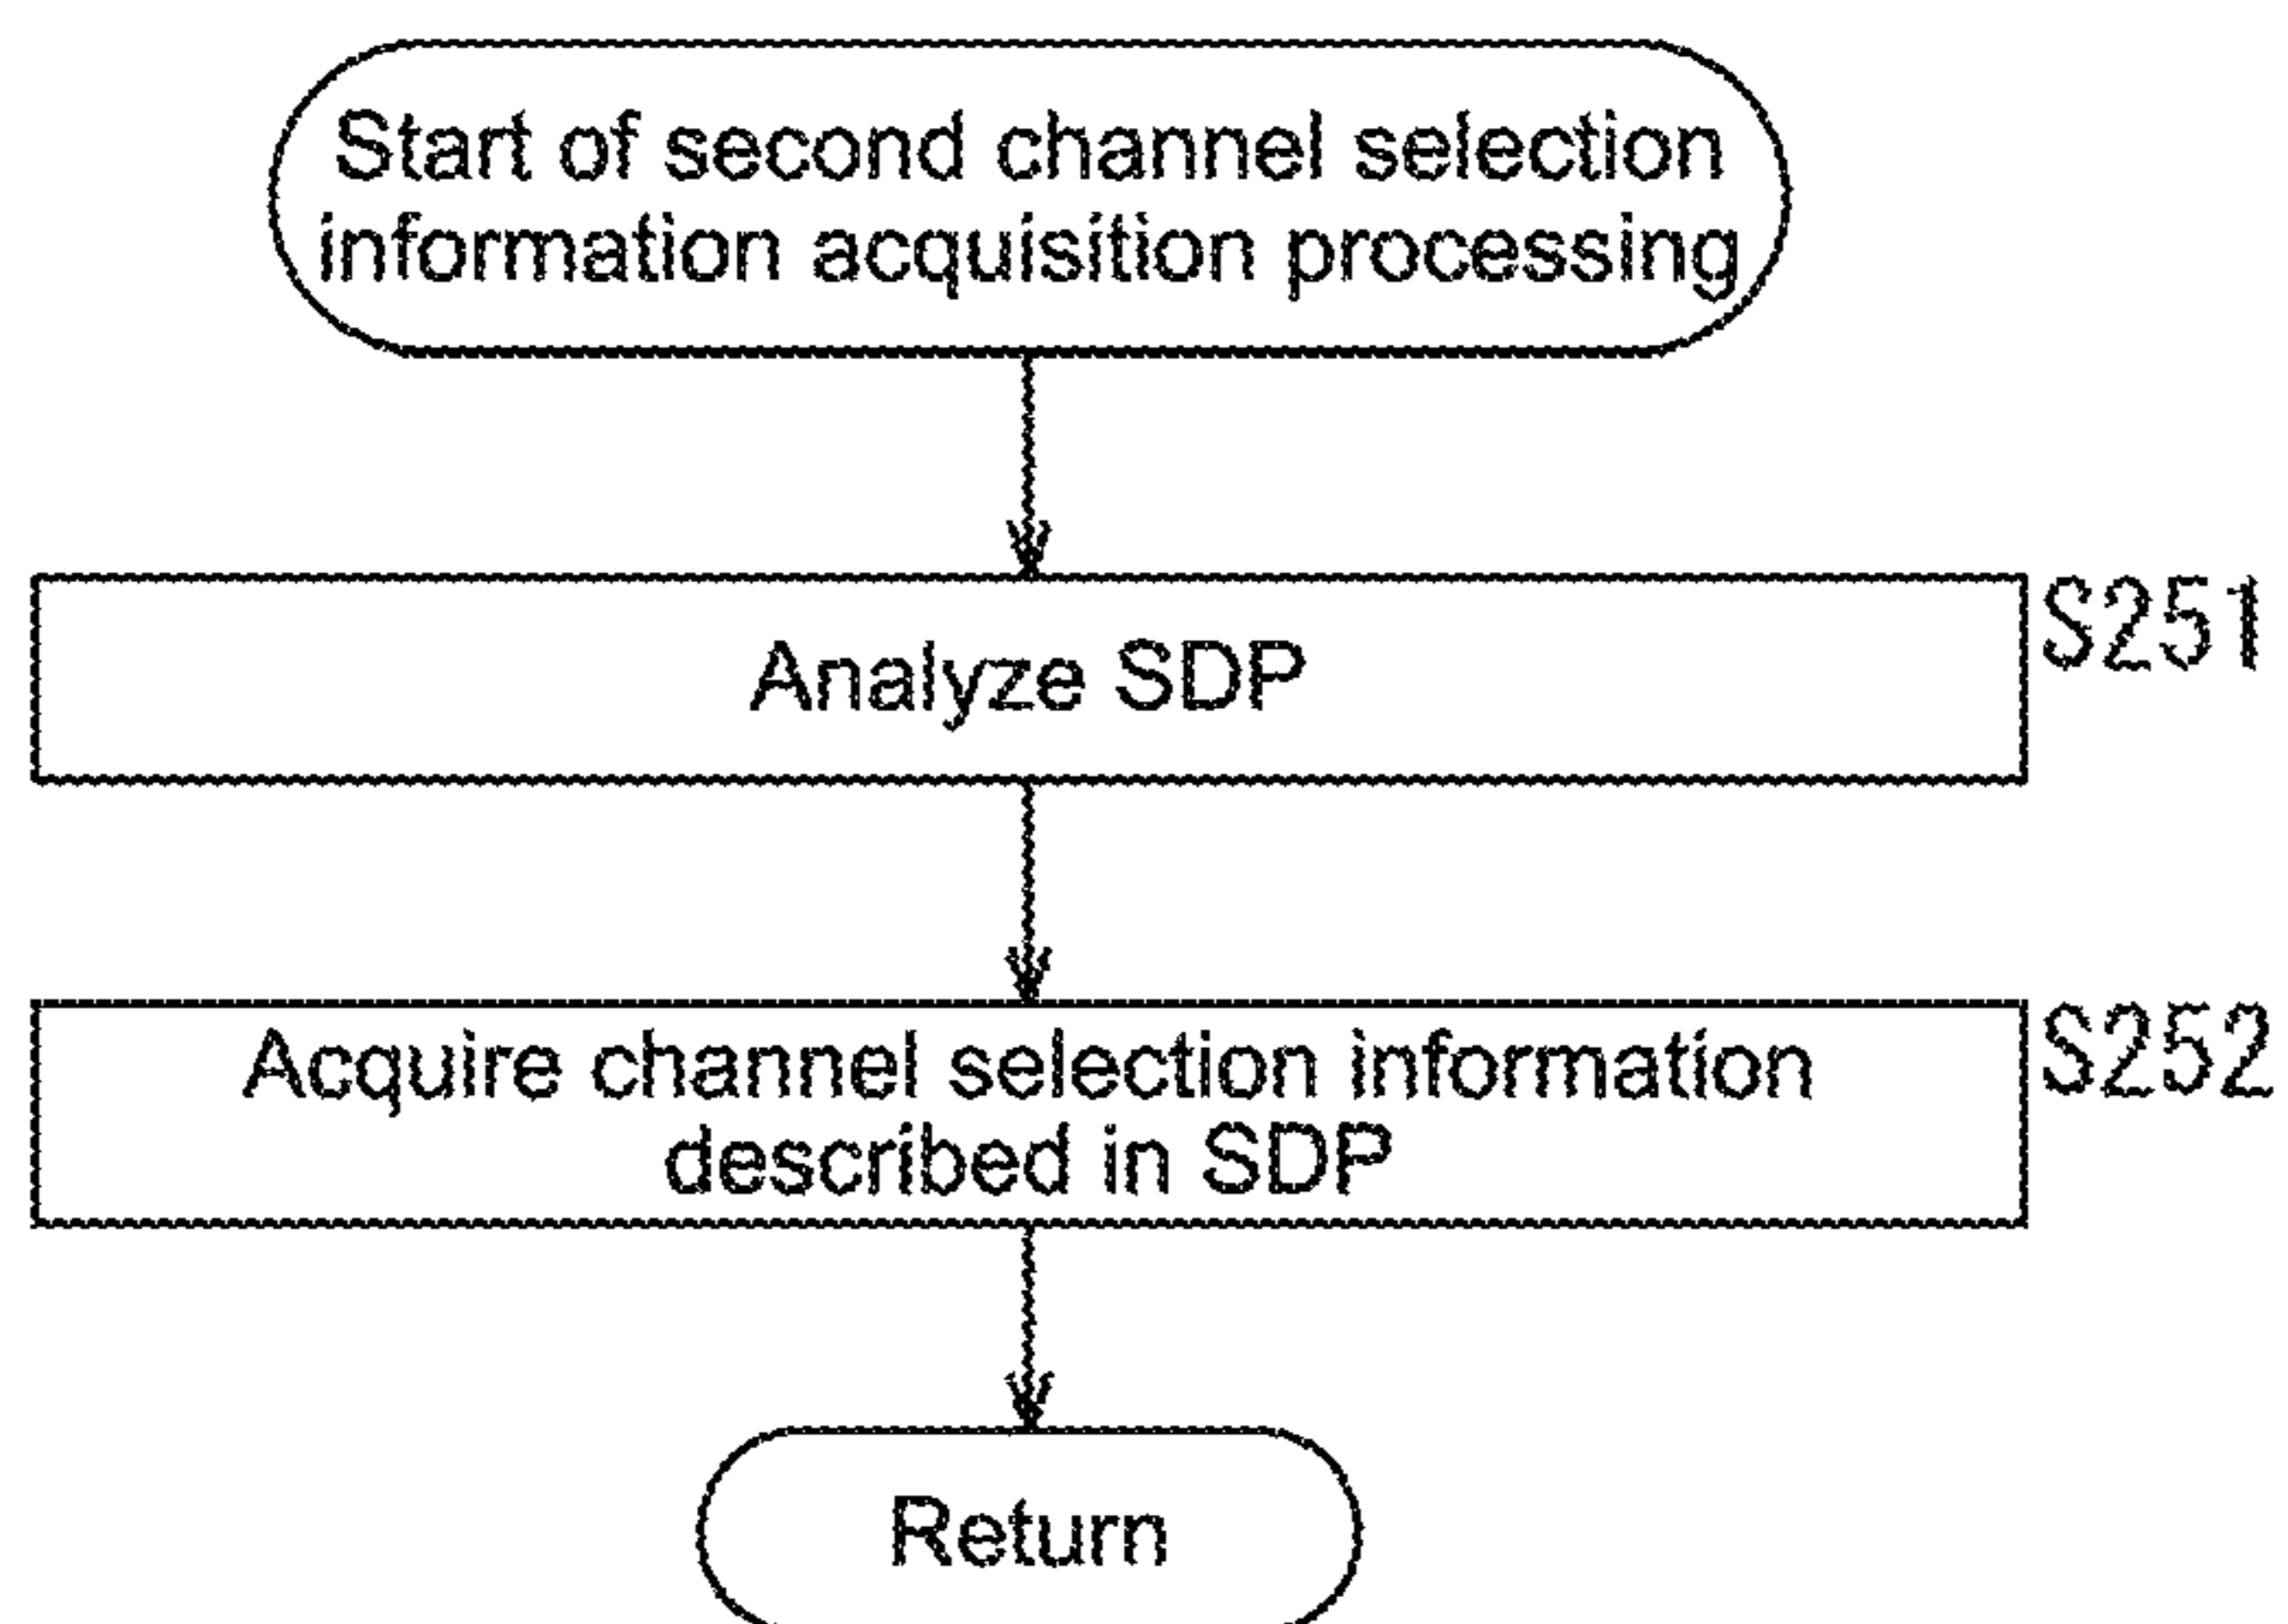 Start of second channel selection
information acquisition processing
Analyze SDP
S251
Acquire channel selection information
described in SDP
S252
Return